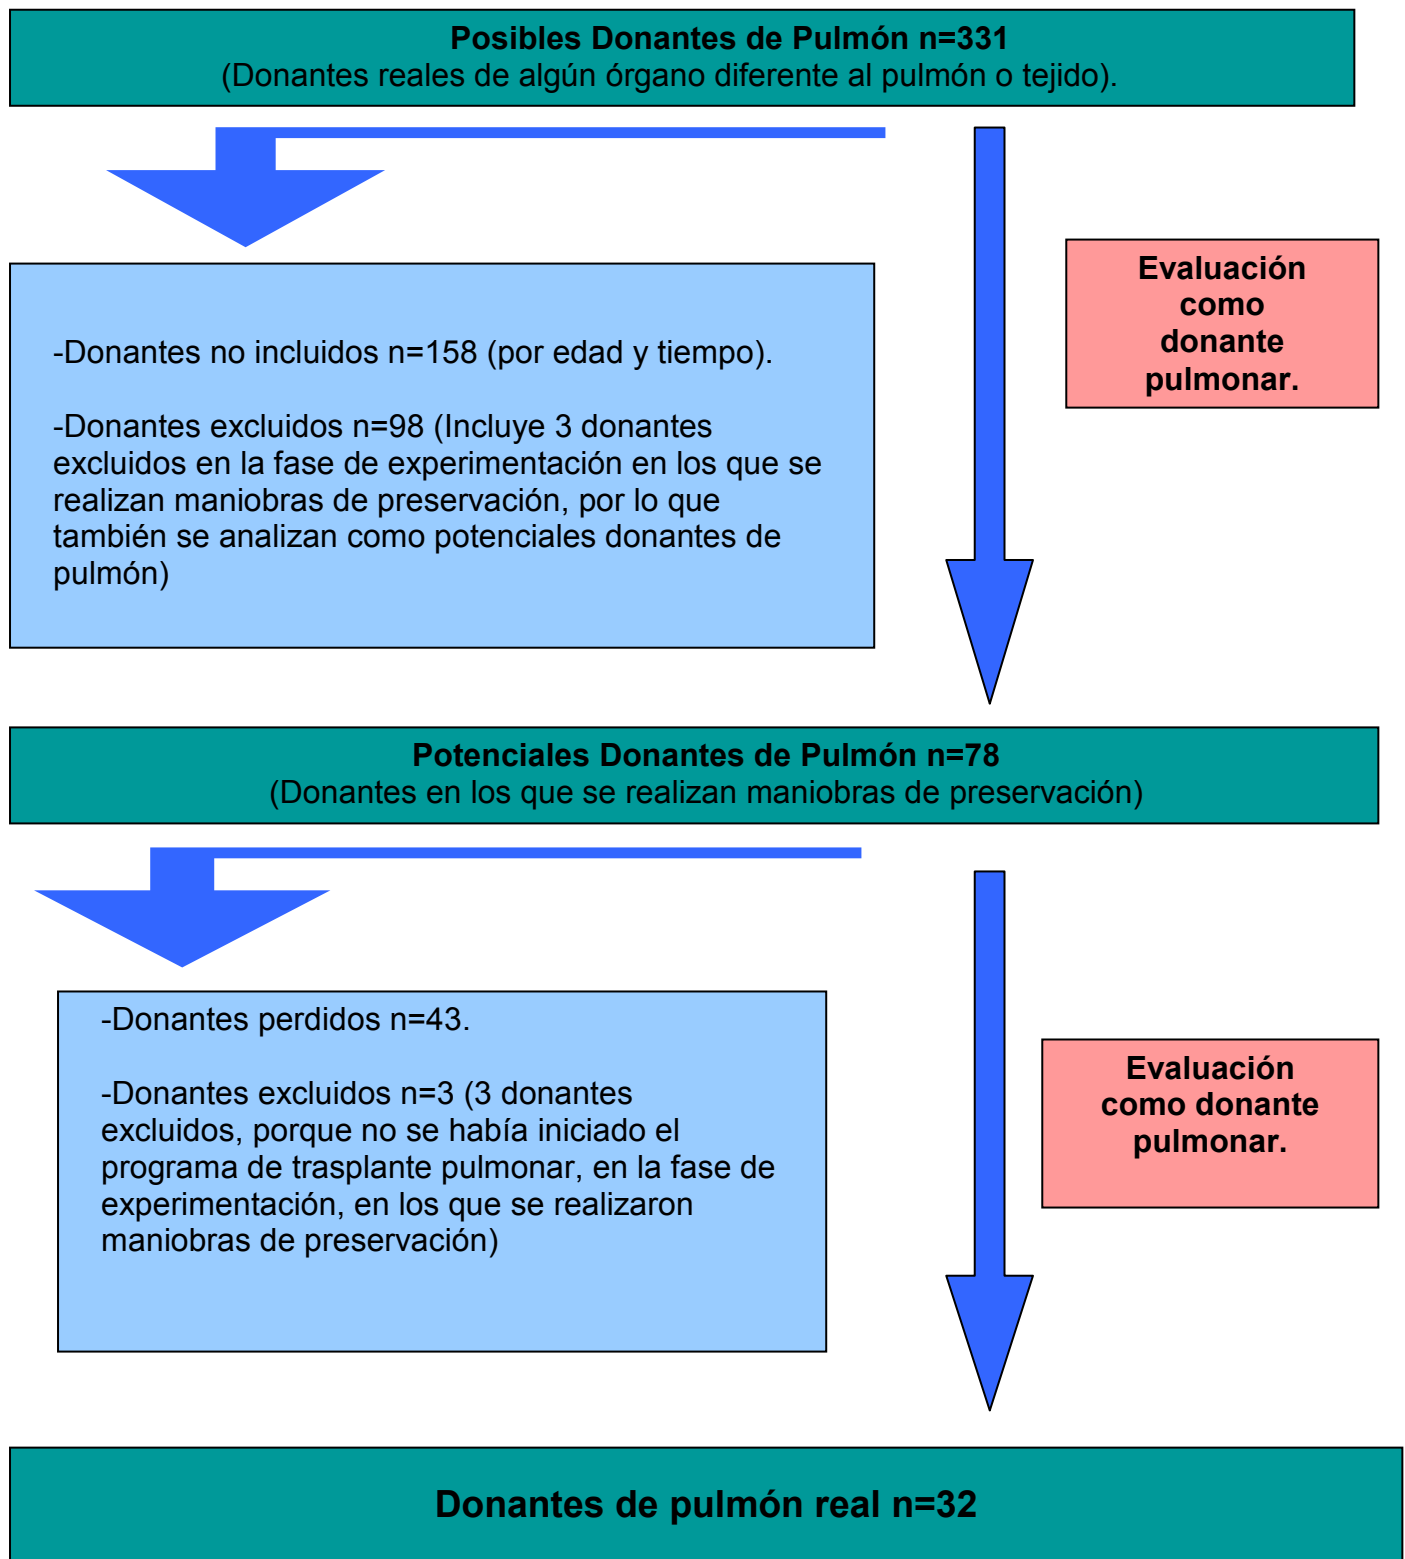 Posibles Donantes de Pulmón n=331
(Donantes reales de algún órgano diferente al pulmón o tejido).
Evaluación
como
donante
pulmonar.
-Donantes no incluidos n=158 (por edad y tiempo).
-Donantes excluidos n=98 (Incluye 3 donantes
excluidos en la fase de experimentación en los que se
realizan maniobras de preservación, por lo que
también se analizan como potenciales donantes de
pulmón)
Potenciales Donantes de Pulmón n=78
(Donantes en los que se realizan maniobras de preservación)
-Donantes perdidos n=43.
-Donantes excluidos n=3 (3 donantes
excluidos, porque no se había iniciado el
programa de trasplante pulmonar, en la fase de
experimentación, en los que se realizaron
maniobras de preservación)
Evaluación
como donante
pulmonar.
Donantes de pulmón real n=32